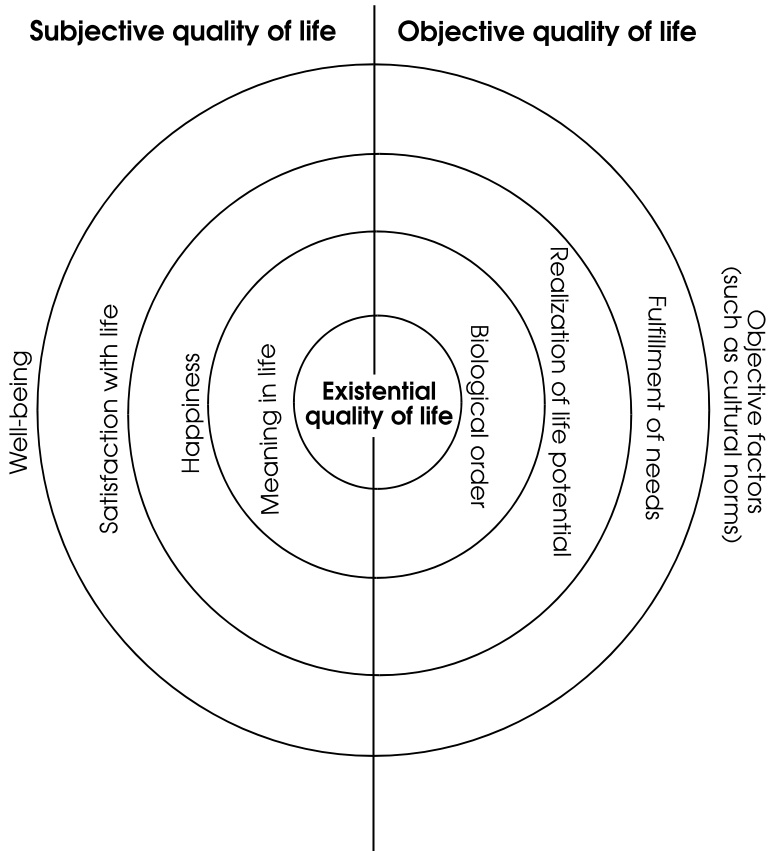 Subjective quality of life
Objective quality of life
Well-being
Satisfaction with life
Happiness
Meaning in life
Existential
quality of life
Biological order
Realization of life potential
Fulfillment of needs
Objective factors
(such as cultural norms)